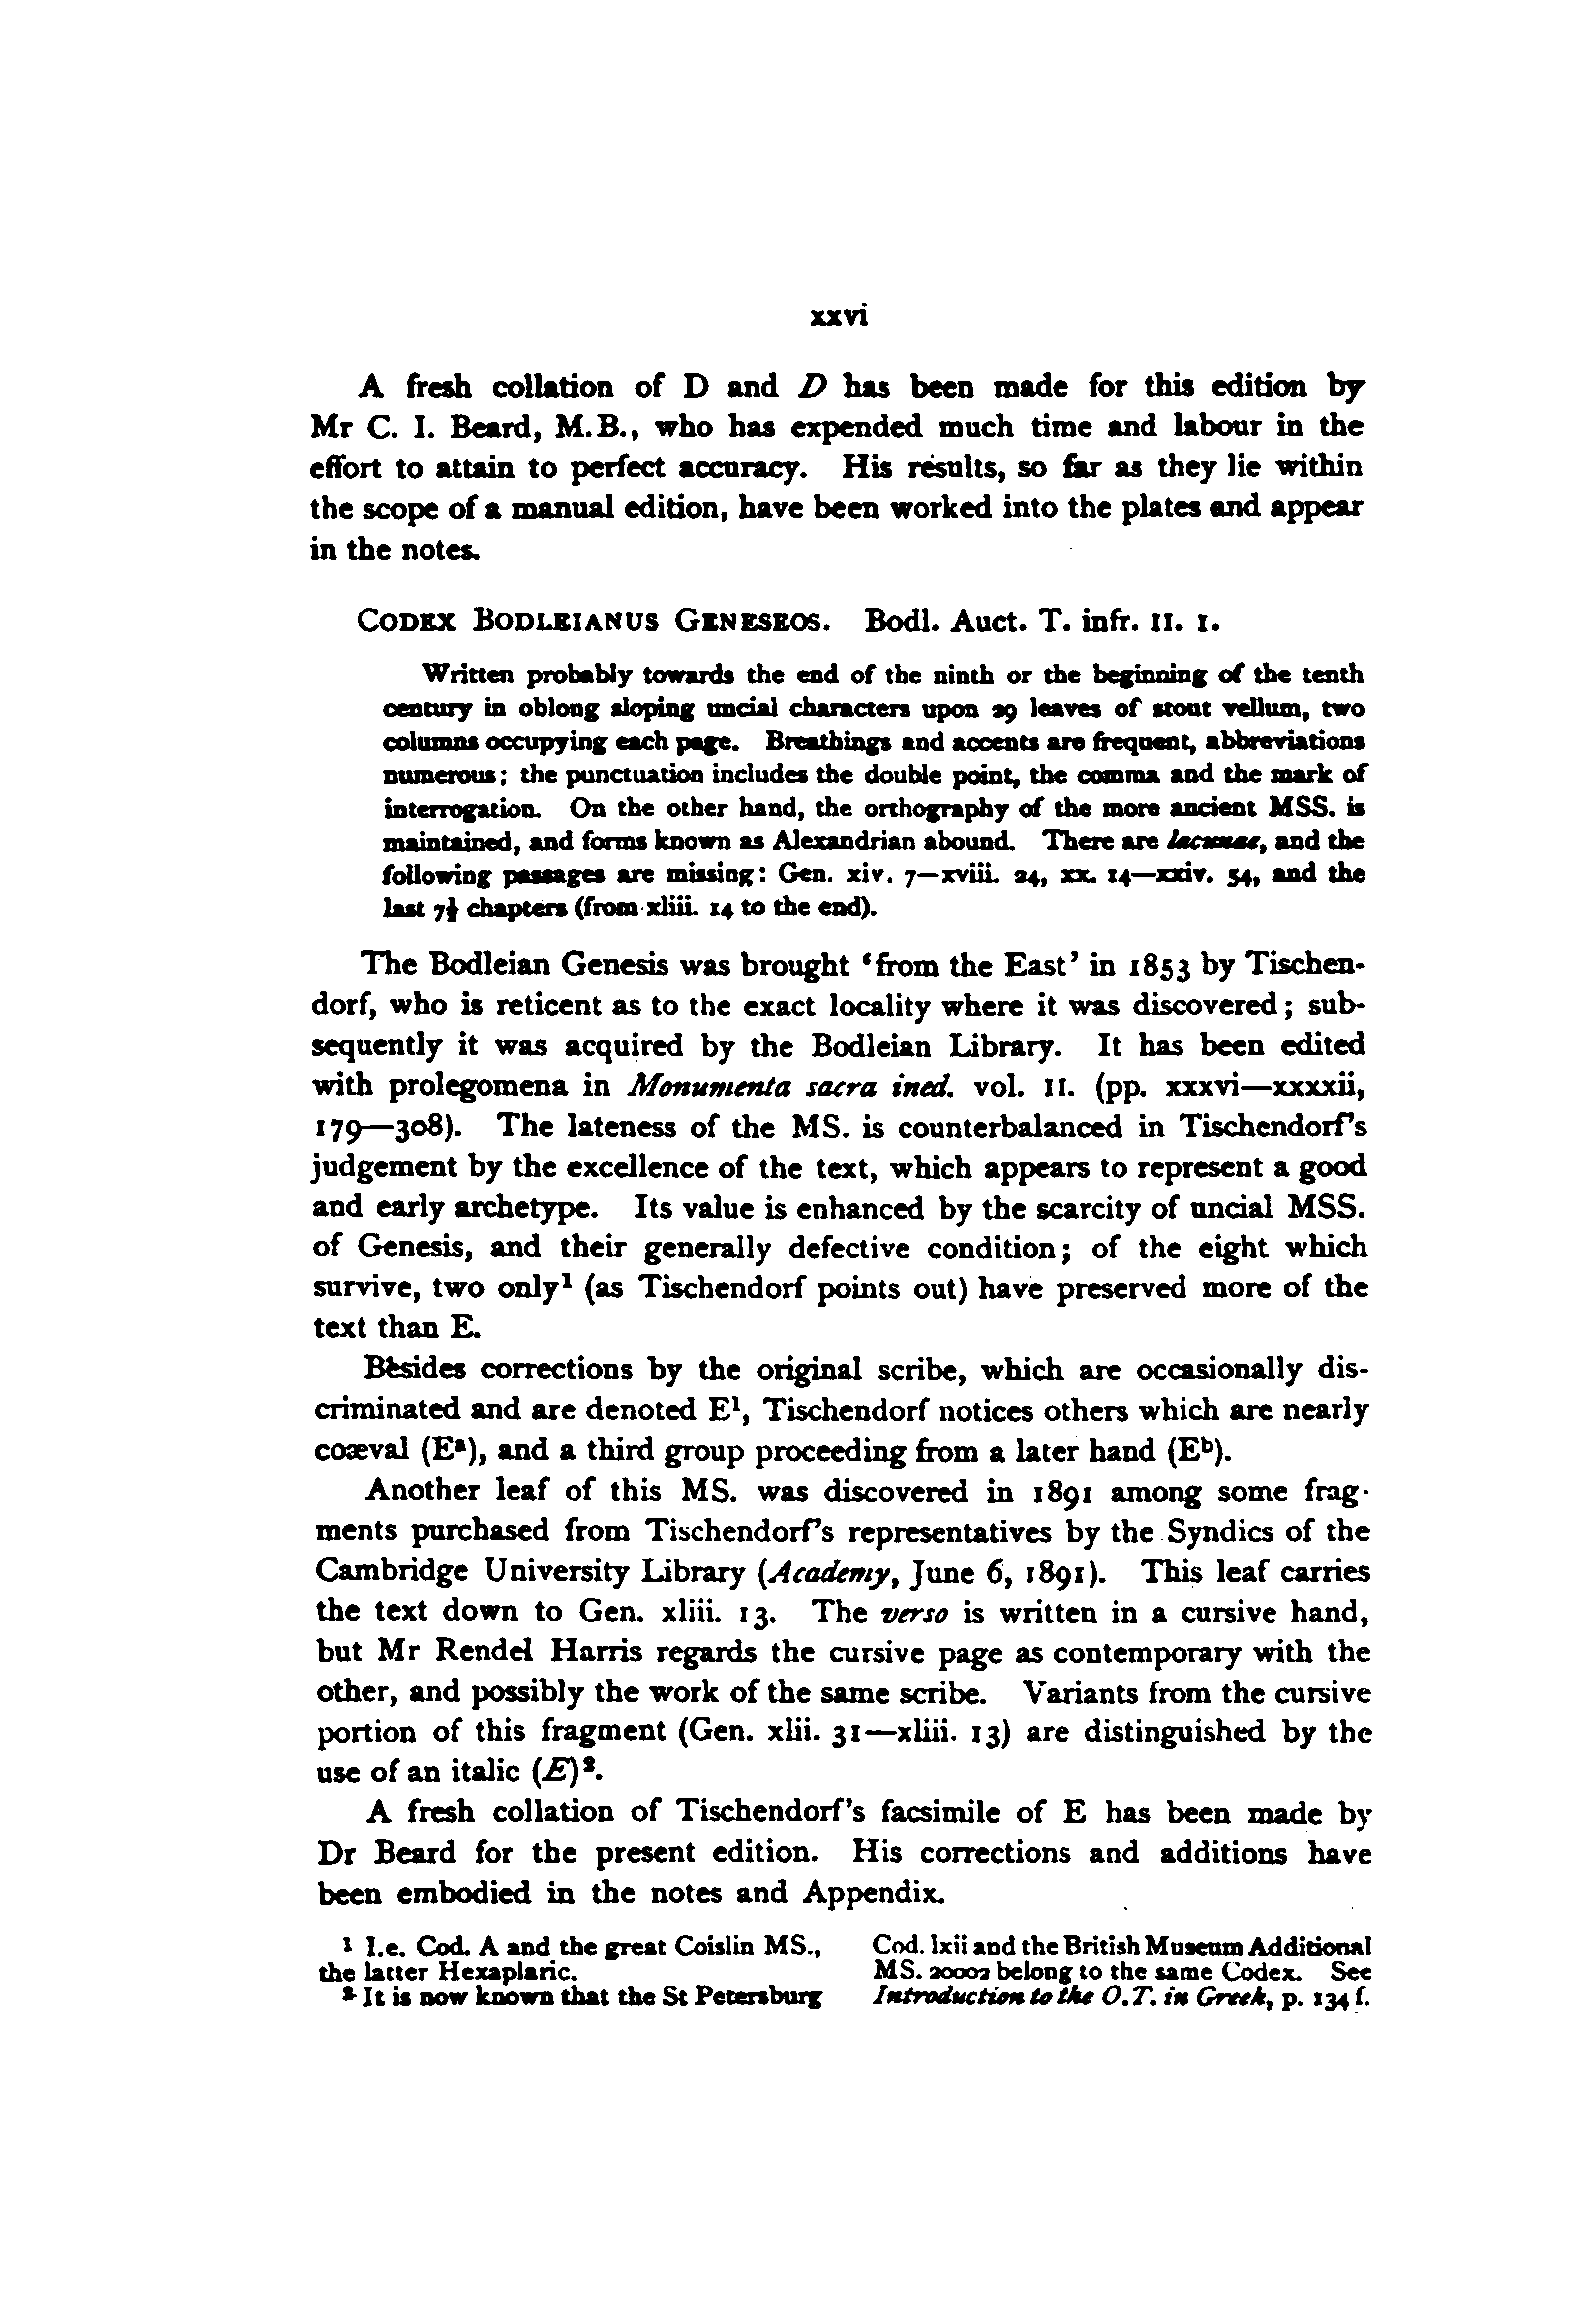 xxvi
A fresh collation of D and D has been made for this edition by
Mr C. I. Beard, M.B., who has expended much time and labour in the
effort to attain to perfect accuracy. His results, so far as they lie within
the scope of a manual edition, have been worked into the plates and appear
in the notes.
CODEX BODLEIANUS GENESEOS. Bodl. Auct. T. infr. II. 1.
Written probably towards the end of the ninth or the beginning of the tenth
century in oblong sloping uncial characters upon 29 leaves of stout vellum, two
columns occupying each page. Breathings and accents are frequent, abbreviations
numerous; the punctuation includes the double point, the comma and the mark of
interrogation. On the other hand, the orthography of the more ancient MSS. is
maintained, and forms known as Alexandrian abound. There are lacunae, and the
following passages are missing: Gen. xiv. 7—xviii. 24, xx. 14—xxiv. 54, and the
last 7½ chapters (from xliii. 14 to the end).
The Bodleian Genesis was brought ‘from the East’ in 1853 by Tischen-
dorf, who is reticent as to the exact locality where it was discovered; sub-
sequently it was acquired by the Bodleian Library. It has been edited
with prolegomena in Monumenta sacra ined. vol. II. (pp. xxxvi—xxxxii,
179—308). The lateness of the MS. is counterbalanced in Tischendorf’s
judgement by the excellence of the text, which appears to represent a good
and early archetype. Its value is enhanced by the scarcity of uncial MSS.
of Genesis, and their generally defective condition; of the eight which
survive, two only¹ (as Tischendorf points out) have preserved more of the
text than E.
Besides corrections by the original scribe, which are occasionally dis-
criminated and are denoted E¹, Tischendorf notices others which are nearly
coæval (Eᵃ), and a third group proceeding from a later hand (Eᵇ).
Another leaf of this MS. was discovered in 1891 among some frag-
ments purchased from Tischendorf’s representatives by the Syndics of the
Cambridge University Library (Academy, June 6, 1891). This leaf carries
the text down to Gen. xliii. 13. The verso is written in a cursive hand,
but Mr Rendel Harris regards the cursive page as contemporary with the
other, and possibly the work of the same scribe. Variants from the cursive
portion of this fragment (Gen. xlii. 31—xliii. 13) are distinguished by the
use of an italic (E)².
A fresh collation of Tischendorf’s facsimile of E has been made by
Dr Beard for the present edition. His corrections and additions have
been embodied in the notes and Appendix.
¹ I.e. Cod. A and the great Coislin MS.,
the latter Hexaplaric.
² It is now known that the St Petersburg
Cod. lxii and the British Museum Additional
MS. 20002 belong to the same Codex. See
Introduction to the O.T. in Greek, p. 134 f.